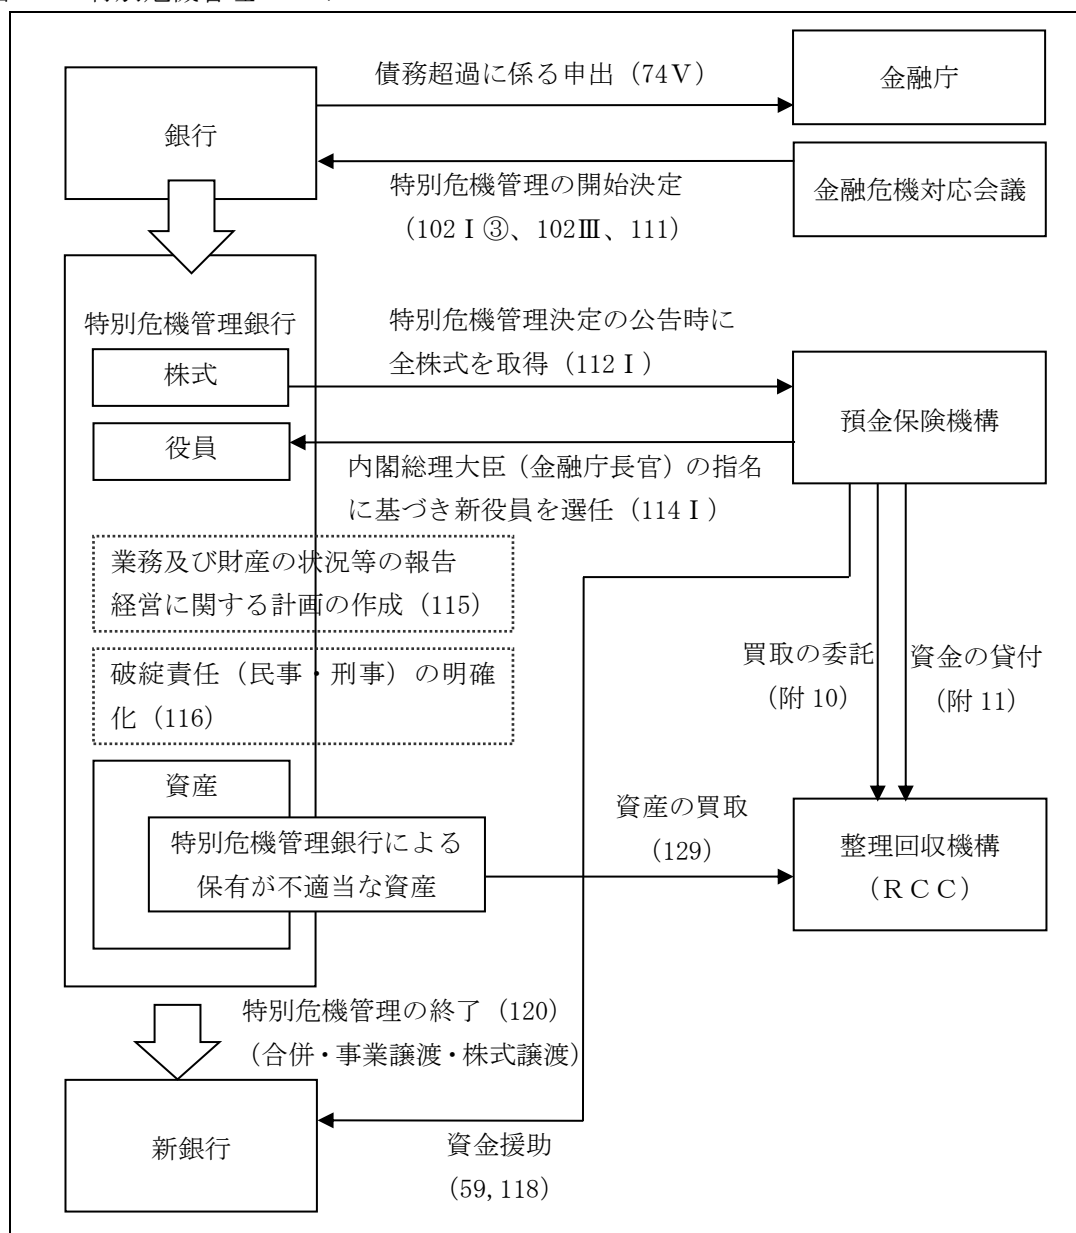 債務超過に係る申出（74Ⅴ）
金融庁
銀行
金融危機対応会議
特別危機管理の開始決定
（102Ⅰ③、102Ⅲ、111）
特別危機管理銀行
特別危機管理決定の公告時に
全株式を取得（112Ⅰ）
株式
預金保険機構
役員
内閣総理大臣（金融庁長官）の指名
に基づき新役員を選任（114Ⅰ）
業務及び財産の状況等の報告
経営に関する計画の作成（115）
買取の委託
（附 10）
資金の貸付
（附 11）
破綻責任（民事・刑事）の明確
化（116）
資産
特別危機管理銀行による
保有が不適当な資産
資産の買取
（129）
整理回収機構
（ＲＣＣ）
特別危機管理の終了（120）
（合併・事業譲渡・株式譲渡）
新銀行
資金援助
（59,118）